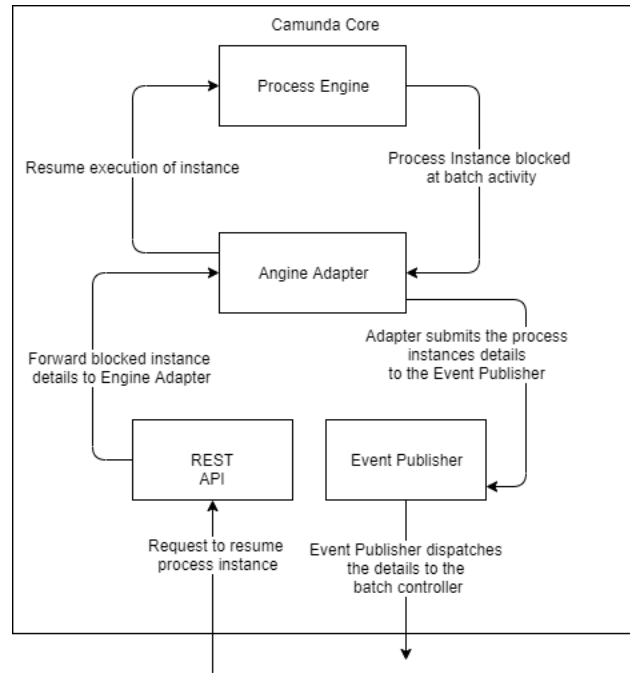 Camunda Core
Process Engine
Resume execution of instance
Process Instance blocked
at batch activity
Angine Adapter
Forward blocked instance
details to Engine Adapter
Adapter submits the process
instances details
to the Event Publisher
REST
API
Event Publisher
Request to resume
process instance
Event Publisher dispatches
the details to the
batch controller